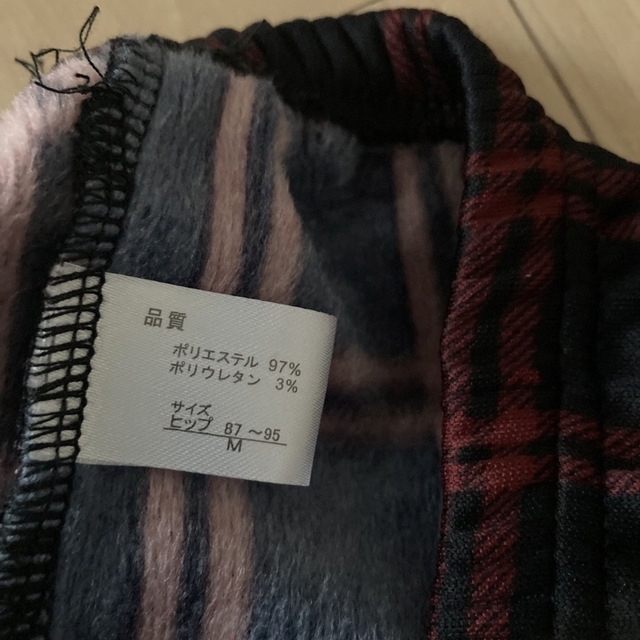 品質
ポリエステル 97%
ポリウレタン 3%
サイズ
ヒップ 87～95
M